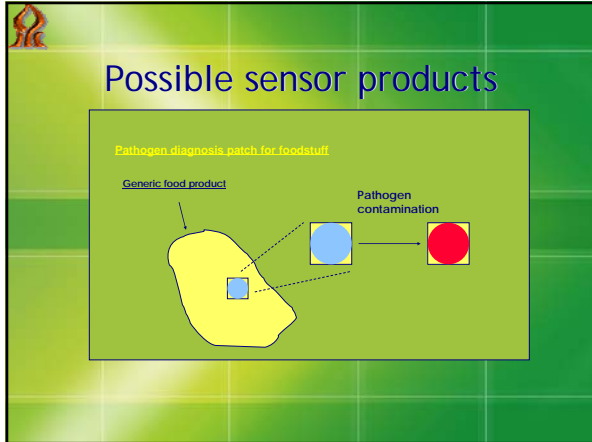 Possible sensor products
Pathogen diagnosis patch for foodstuff
Generic food product
Pathogen
contamination